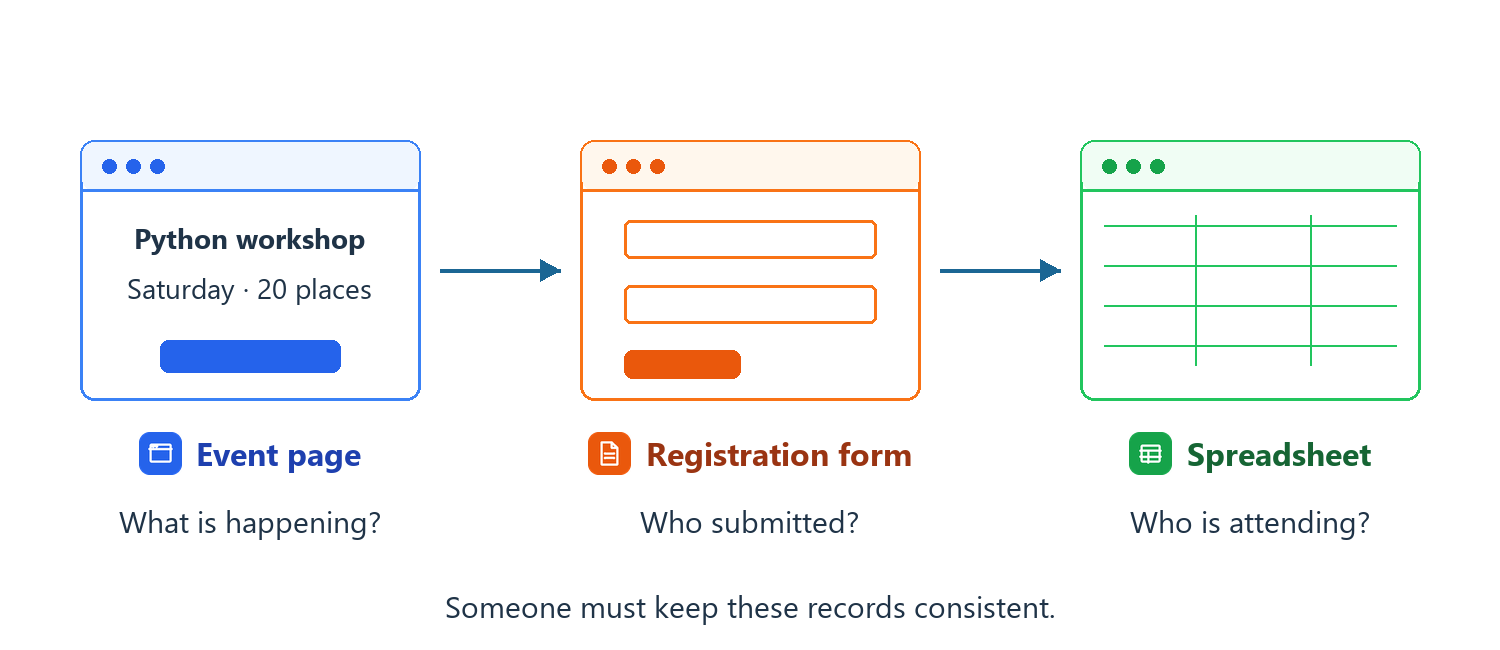 Python workshop
Saturday · 20 places
Event page
What is happening?
Registration form
Who submitted?
Spreadsheet
Who is attending?
Someone must keep these records consistent.